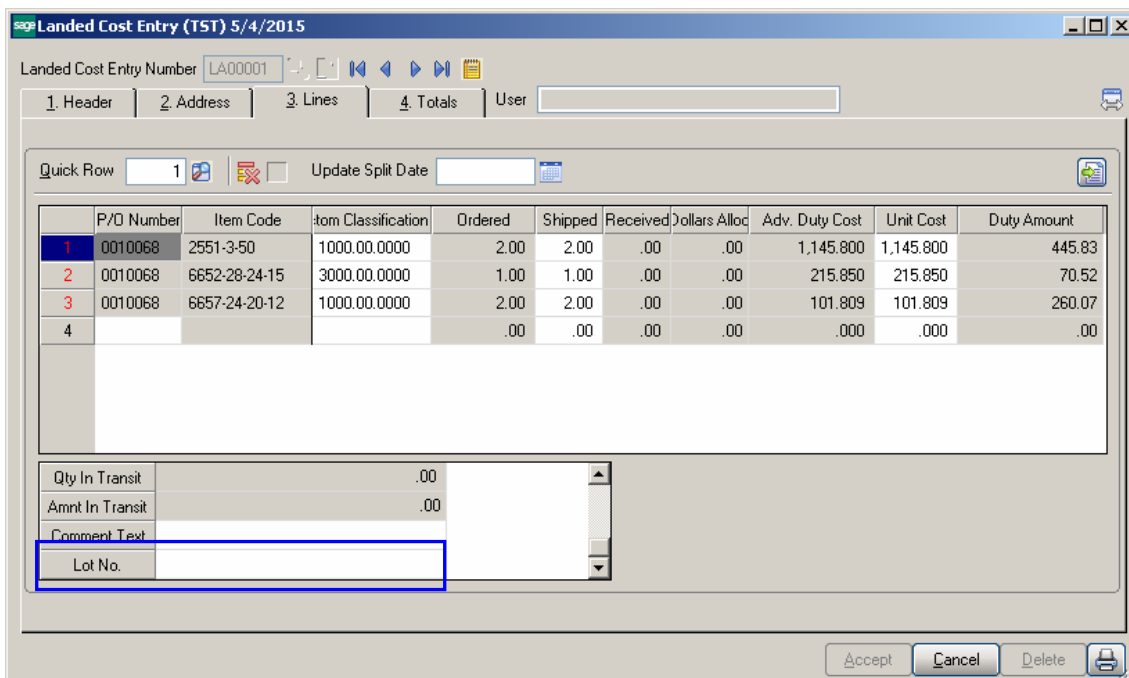 sage Landed Cost Entry (TST) 5/4/2015
Landed Cost Entry Number LA00001
1. Header 2. Address 3. Lines 4. Totals User
Quick Row 1 Update Split Date
P/O Number Item Code tom Classification Ordered Shipped Received Dollars Alloc Adv. Duty Cost Unit Cost Duty Amount
1 0010068 2551-3-50 1000.00.0000 2.00 2.00 .00 .00 1,145.800 1,145.800 445.83
2 0010068 6652-28-24-15 3000.00.0000 1.00 1.00 .00 .00 215.850 215.850 70.52
3 0010068 6657-24-20-12 1000.00.0000 2.00 2.00 .00 .00 101.809 101.809 260.07
4 .00 .00 .00 .00 .000 .000 .00
Qty In Transit .00
Amnt In Transit .00
Comment Text
Lot No.
Accept Cancel Delete